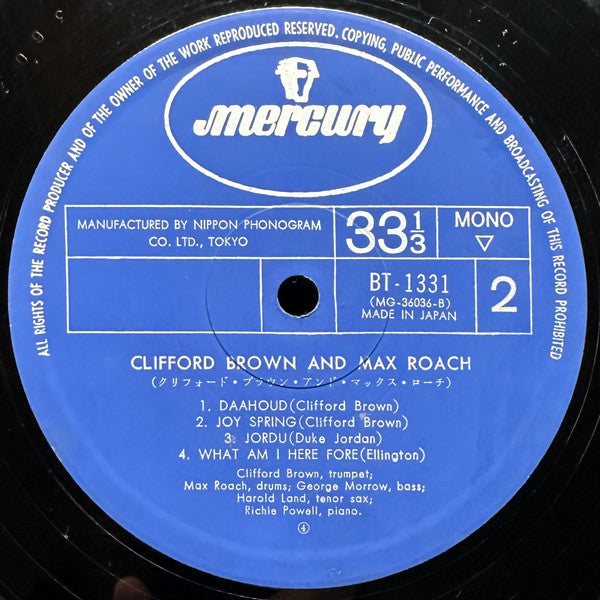 ALL RIGHTS OF THE RECORD PRODUCER AND OF THE OWNER OF THE WORK REPRODUCED RESERVED. COPYING, PUBLIC PERFORMANCE AND BROADCASTING OF THIS RECORD PROHIBITED
mercury
MANUFACTURED BY NIPPON PHONOGRAM
CO. LTD., TOKYO
33 1/3
MONO
▽
BT-1331
(MG-36036-B)
MADE IN JAPAN
2
CLIFFORD BROWN AND MAX ROACH
(クリフォード・ブラウン・アンド・マックス・ローチ)
1. DAAHOUD(Clifford Brown)
2. JOY SPRING(Clifford Brown)
3. JORDU(Duke Jordan)
4. WHAT AM I HERE FORE(Ellington)
Clifford Brown, trumpet;
Max Roach, drums; George Morrow, bass;
Harold Land, tenor sax;
Richie Powell, piano.
④